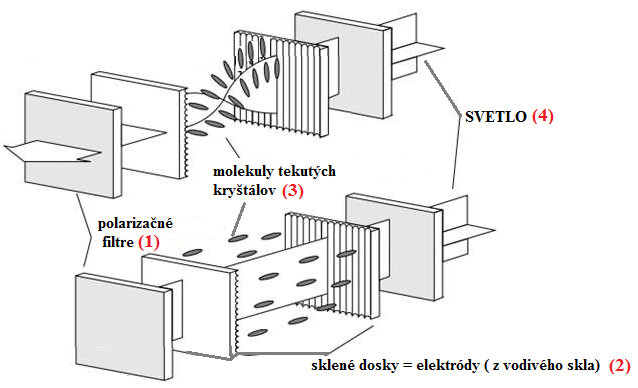 SVETLO (4)
molekuly tekutých
kryštálov (3)
polarizačné
filtre (1)
sklené dosky = elektródy ( z vodivého skla) (2)